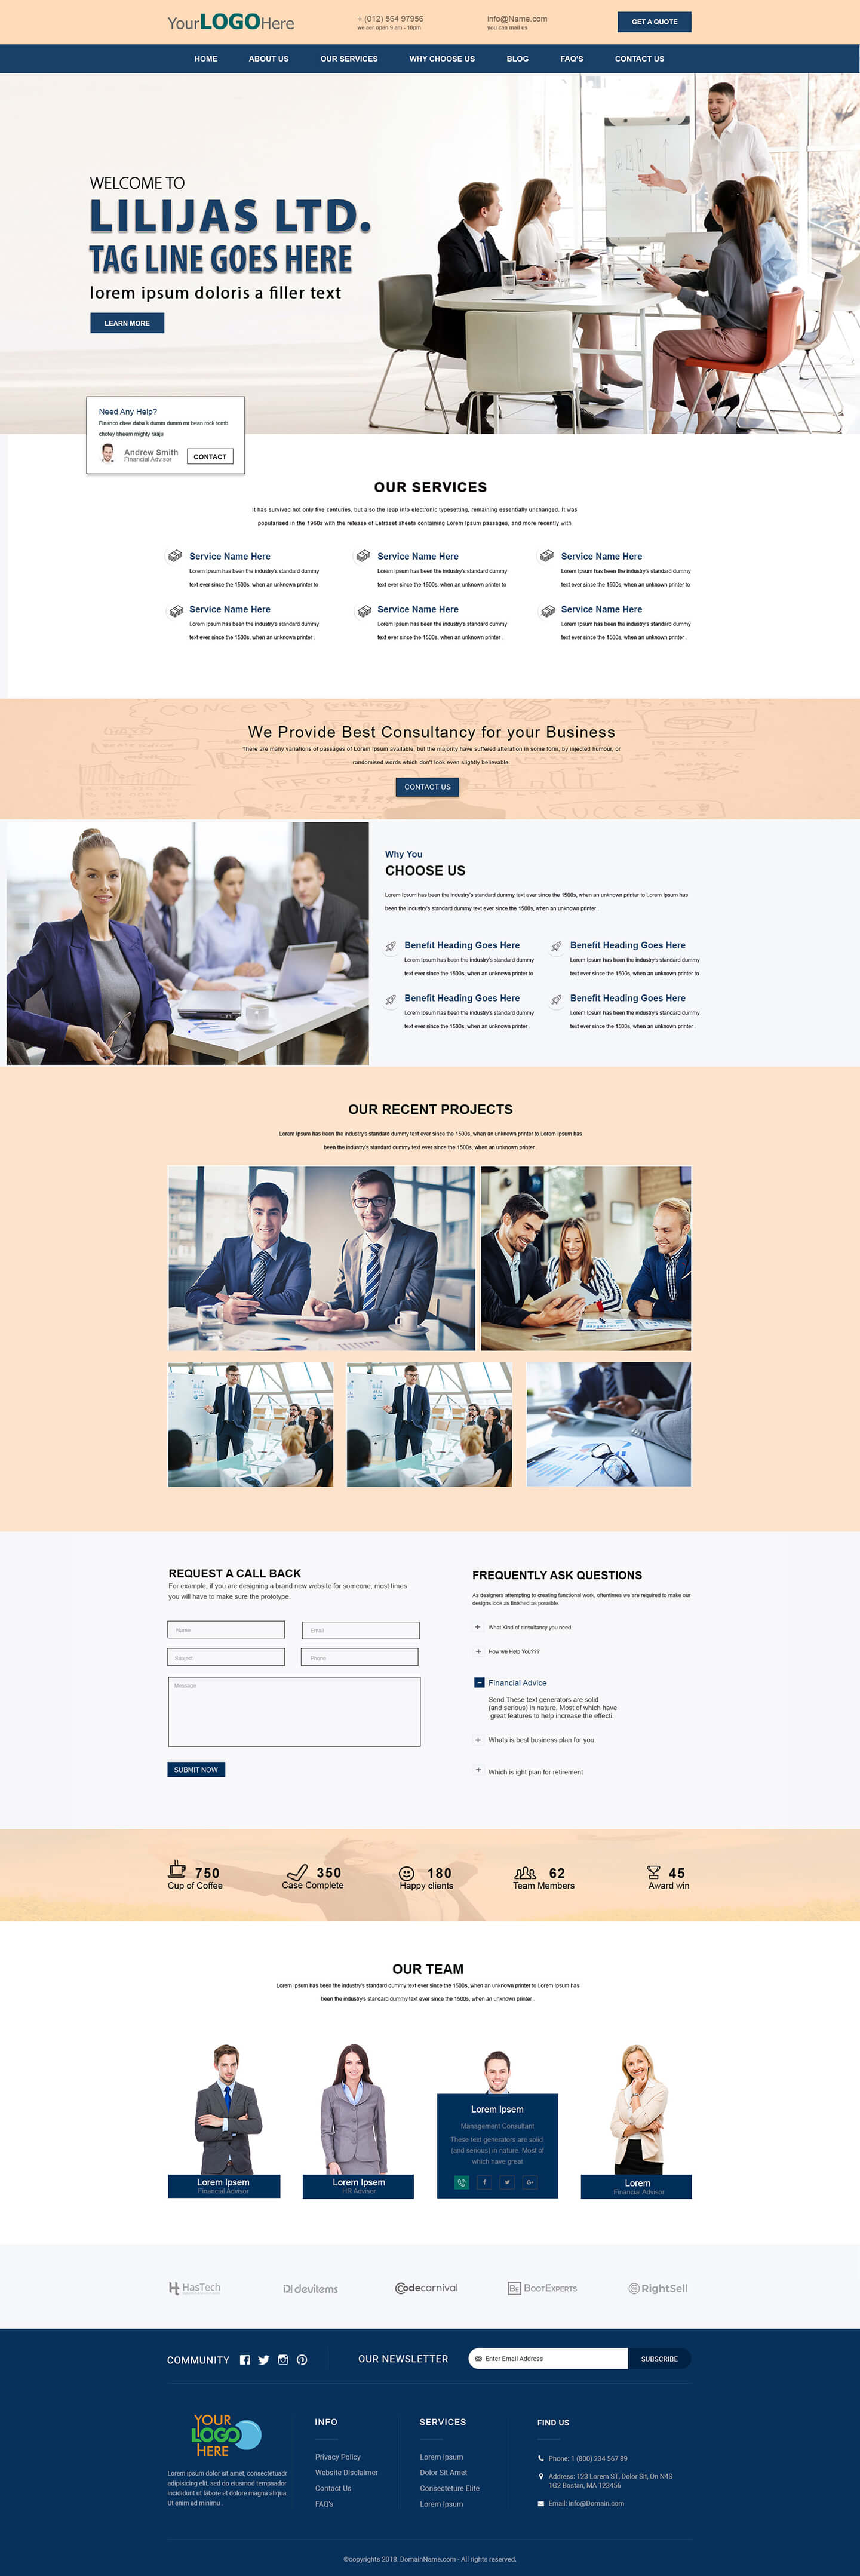 YourLOGOHere
+ (012) 564 97956
we are open 9 am - 10pm
info@Name.com
you can mail us
GET A QUOTE
HOME
ABOUT US
OUR SERVICES
WHY CHOOSE US
BLOG
FAQ'S
CONTACT US
WELCOME TO
LILIJAS LTD.
TAG LINE GOES HERE
lorem ipsum doloris a filler text
LEARN MORE
Need Any Help?
Financo chee daba k dumm dumm mr bean rock tomb
chotey bheem mighty raaju
Andrew Smith
Financial Advisor
CONTACT
OUR SERVICES
It has survived not only five centuries, but also the leap into electronic typesetting, remaining essentially unchanged. It was
popularised in the 1960s with the release of Letraset sheets containing Lorem Ipsum passages, and more recently with
Service Name Here
Lorem Ipsum has been the industry's standard dummy
text ever since the 1500s, when an unknown printer to
Service Name Here
Lorem Ipsum has been the industry's standard dummy
text ever since the 1500s, when an unknown printer to
Service Name Here
Lorem Ipsum has been the industry's standard dummy
text ever since the 1500s, when an unknown printer to
Service Name Here
Lorem Ipsum has been the industry's standard dummy
text ever since the 1500s, when an unknown printer .
Service Name Here
Lorem Ipsum has been the industry's standard dummy
text ever since the 1500s, when an unknown printer .
Service Name Here
Lorem Ipsum has been the industry's standard dummy
text ever since the 1500s, when an unknown printer .
We Provide Best Consultancy for your Business
There are many variations of passages of Lorem Ipsum available, but the majority have suffered alteration in some form, by injected humour, or
randomised words which don't look even slightly believable
CONTACT US
SUCCESS
Why You
CHOOSE US
Lorem Ipsum has been the industry's standard dummy text ever since the 1500s, when an unknown printer to Lorem Ipsum has
been the industry's standard dummy text ever since the 1500s, when an unknown printer .
Benefit Heading Goes Here
Lorem Ipsum has been the industry's standard dummy
text ever since the 1500s, when an unknown printer to
Benefit Heading Goes Here
Lorem Ipsum has been the industry's standard dummy
text ever since the 1500s, when an unknown printer to
Benefit Heading Goes Here
Lorem Ipsum has been the industry's standard dummy
text ever since the 1500s, when an unknown printer .
Benefit Heading Goes Here
Lorem Ipsum has been the industry's standard dummy
text ever since the 1500s, when an unknown printer .
OUR RECENT PROJECTS
Lorem Ipsum has been the industry's standard dummy text ever since the 1500s, when an unknown printer to Lorem Ipsum has
been the industry's standard dummy text ever since the 1500s, when an unknown printer .
REQUEST A CALL BACK
For example, if you are designing a brand new website for someone, most times
you will have to make sure the prototype.
Name
Email
Subject
Phone
Message
SUBMIT NOW
FREQUENTLY ASK QUESTIONS
As designers attempting to creating functional work, oftentimes we are required to make our
designs look as finished as possible.
+ What Kind of cinsultancy you need.
+ How we Help You???
- Financial Advice
Send These text generators are solid
(and serious) in nature. Most of which have
great features to help increase the effecti.
+ Whats is best business plan for you.
+ Which is ight plan for retirement
750
Cup of Coffee
350
Case Complete
180
Happy clients
62
Team Members
45
Award win
OUR TEAM
Lorem Ipsum has been the industry's standard dummy text ever since the 1500s, when an unknown printer to Lorem Ipsum has
been the industry's standard dummy text ever since the 1500s, when an unknown printer .
Lorem Ipsem
Financial Advisor
Lorem Ipsem
HR Advisor
Lorem Ipsem
Management Cunsultant
These text generators are solid
(and serious) in nature. Most of
which have great
f
G+
Lorem
Financial Advisor
HasTech
devitems
Codecarnival
BE BOOTEXPERTS
RightSell
COMMUNITY
OUR NEWSLETTER
Enter Email Address
SUBSCRIBE
YOUR
LOGO
HERE
Lorem ipsum dolor sit amet, consectetuadr
adipisicing elit, sed do eiusmod tempsador
incididunt ut labore et dolore magna aliqua.
Ut enim ad minimu .
INFO
Privacy Policy
Website Disclaimer
Contact Us
FAQ's
SERVICES
Lorem Ipsum
Dolor Sit Amet
Consecteture Elite
Lorem Ipsum
FIND US
Phone: 1 (800) 234 567 89
Address: 123 Lorem ST, Dolor Sit, On N4S
1G2 Bostan, MA 123456
Email: info@Domain.com
©copyrights 2018_DomainName.com - All rights reserved.